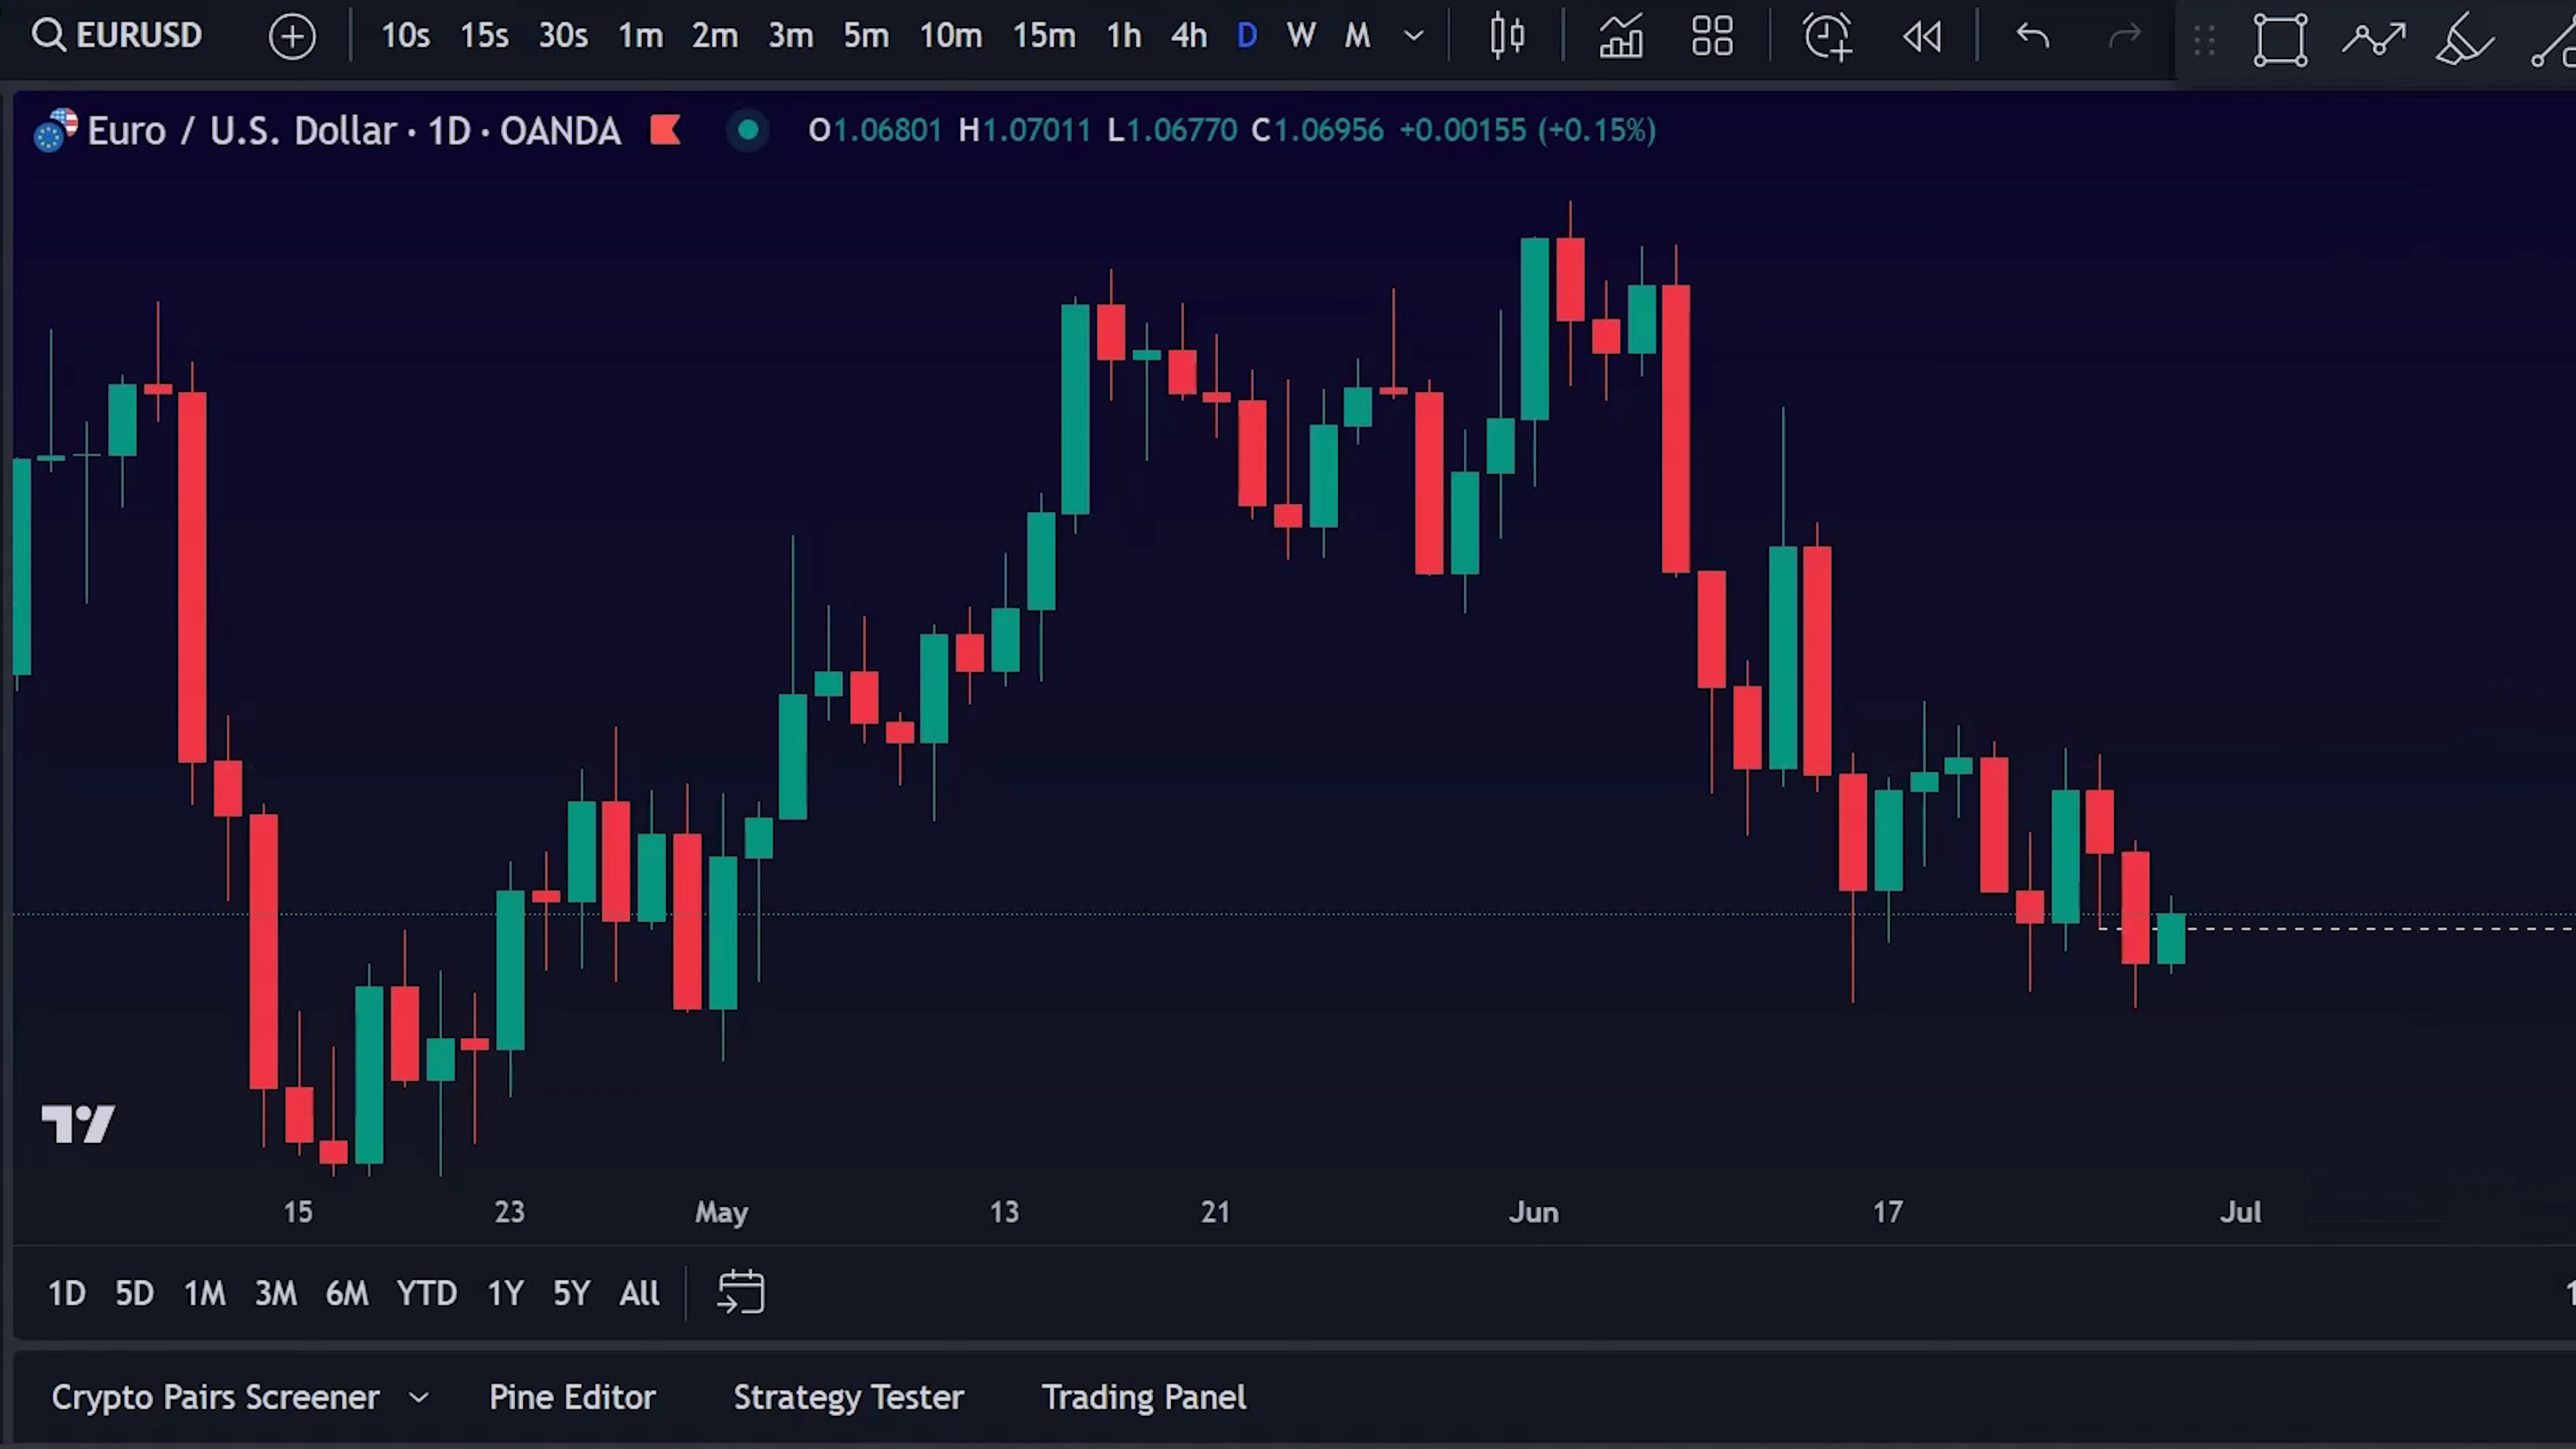 EURUSD 10s 15s 30s 1m 2m 3m 5m 10m 15m 1h 4h D W M
Euro / U.S. Dollar · 1D · OANDA O1.06801 H1.07011 L1.06770 C1.06956 +0.00155 (+0.15%)
15 23 May 13 21 Jun 17 Jul
1D 5D 1M 3M 6M YTD 1Y 5Y All
Crypto Pairs Screener Pine Editor Strategy Tester Trading Panel